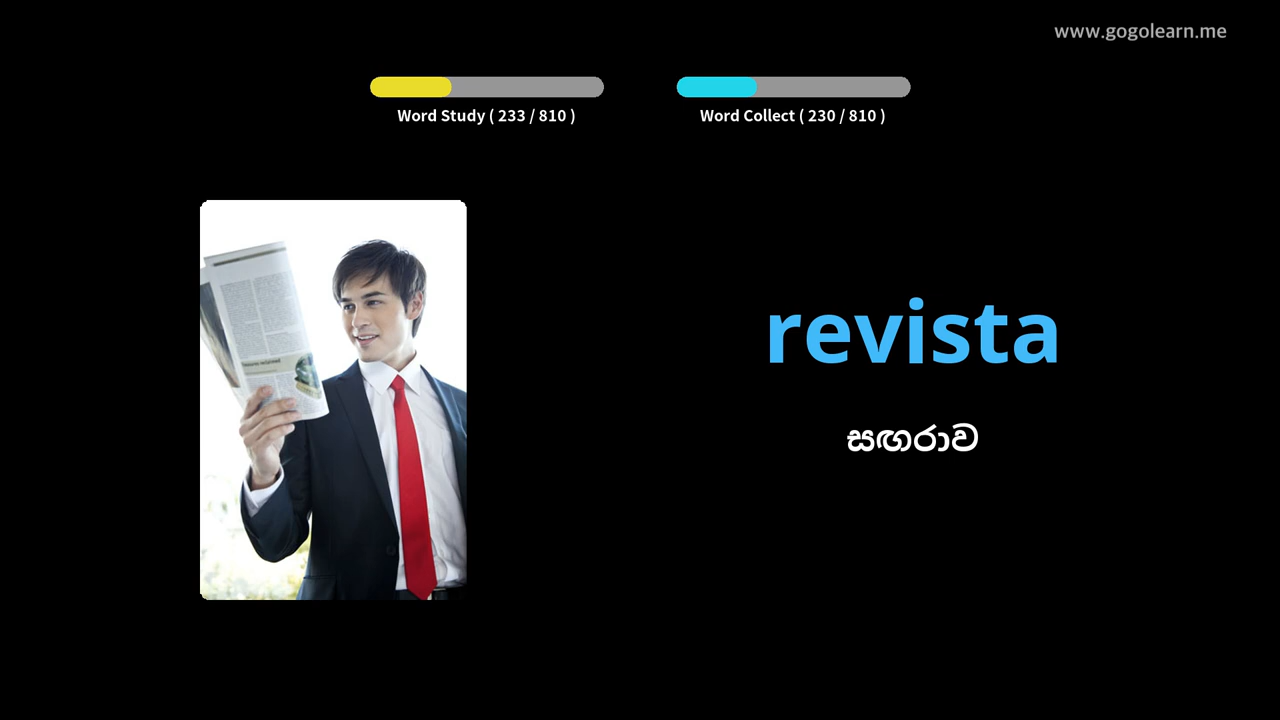 www.gogolearn.me
Word Study ( 233 / 810 )
Word Collect ( 230 / 810 )
revista
සඟරාව